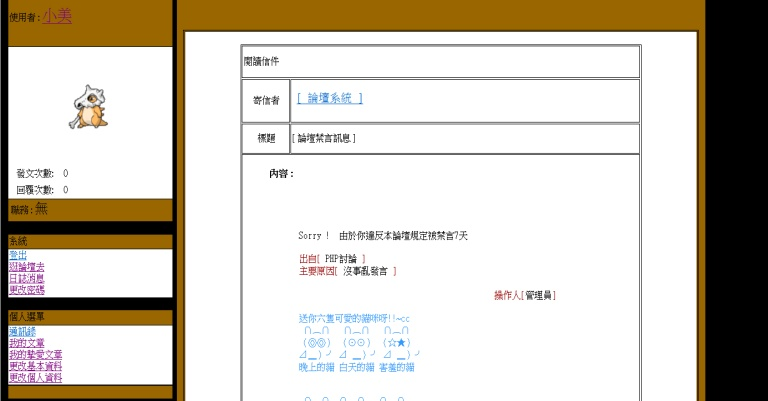 使用者：小美
發文次數: 0
回覆次數: 0
職務：無
系統
登出
逛論壇去
日誌消息
更改密碼
個人選單
通訊錄
我的文章
我的摯愛文章
更改基本資料
更改個人資料
閱讀信件
寄信者
[ 論壇系統 ]
標題
[ 論壇禁言訊息 ]
內容：
Sorry ! 由於你違反本論壇規定被禁言7天
出自[ PHP討論 ]
主要原因[ 沒事亂發言 ]
操作人[管理員]
送你六隻可愛的貓咪呀!!~cc
∩︵∩ ∩︵∩ ∩︵∩
(◎◎) (⊙⊙) (☆★)
⊿▁)╯ ⊿ ▁)╯ ⊿ ▁)╯
晚上的貓 白天的貓 害羞的貓